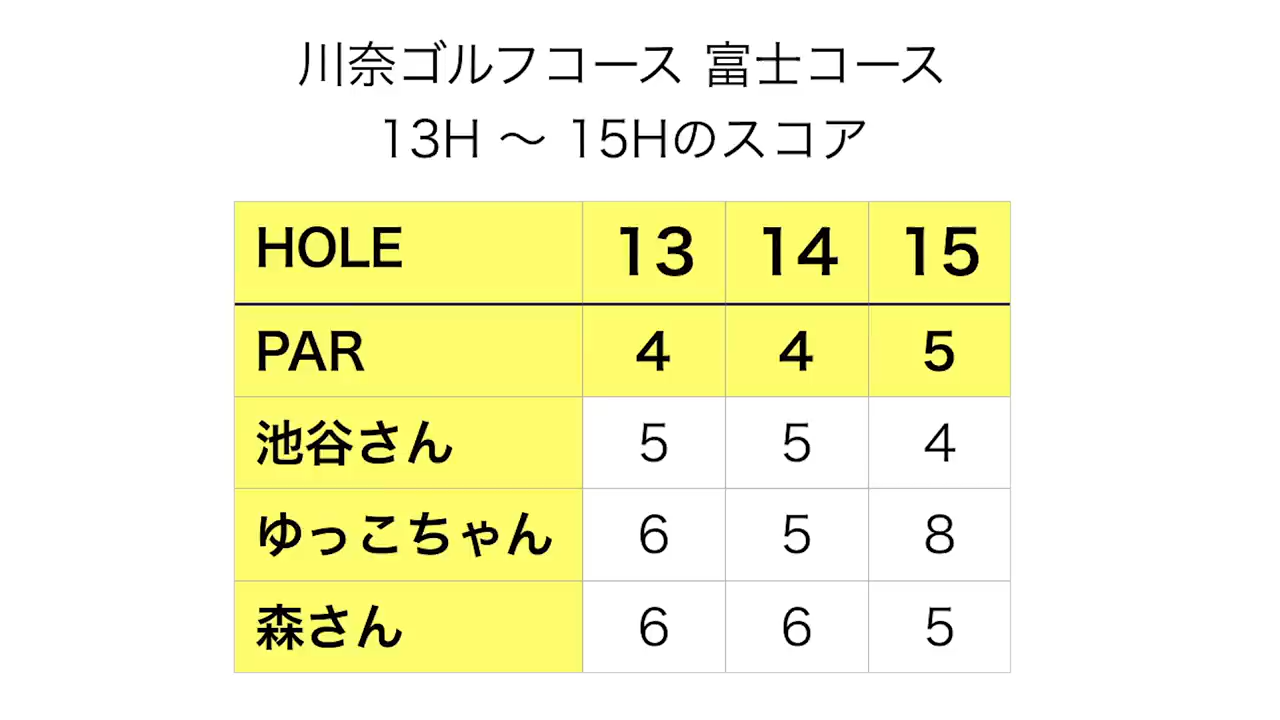 川奈ゴルフコース 富士コース
13H 〜 15Hのスコア
HOLE 13 14 15
PAR 4 4 5
池谷さん 5 5 4
ゆっこちゃん 6 5 8
森さん 6 6 5